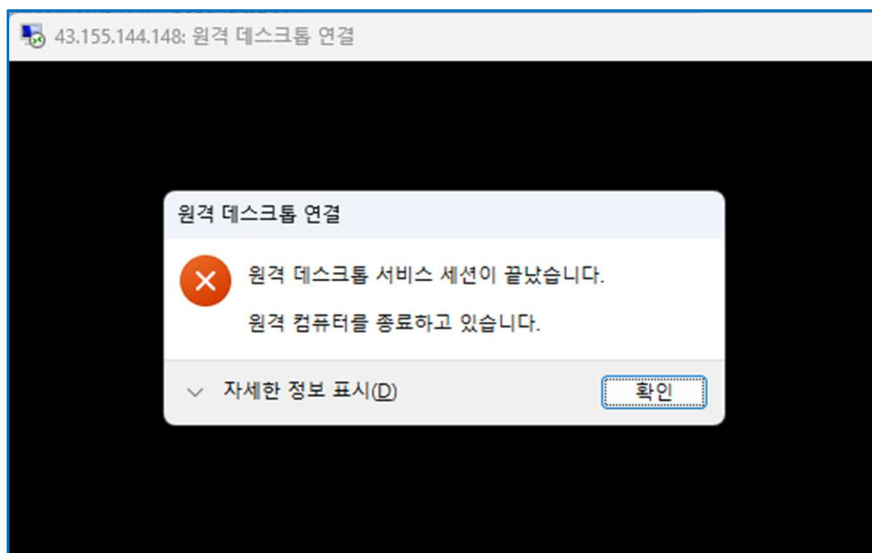 43.155.144.148: 원격 데스크톱 연결
원격 데스크톱 연결
원격 데스크톱 서비스 세션이 끝났습니다.
원격 컴퓨터를 종료하고 있습니다.
자세한 정보 표시(D)
확인